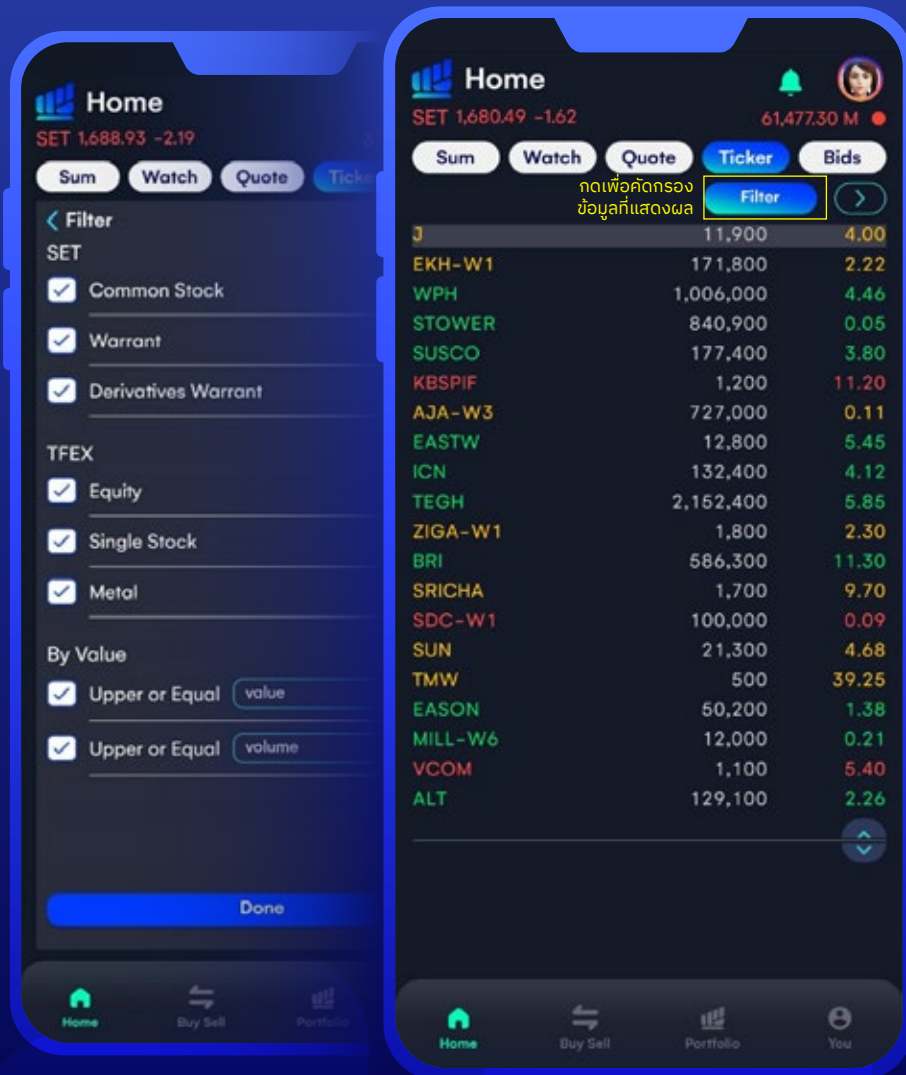 Home
SET 1,688.93 -2.19
Sum Watch Quote Ticke
Filter
SET
Common Stock
Warrant
Derivatives Warrant
TFEX
Equity
Single Stock
Metal
By Value
Upper or Equal value
Upper or Equal volume
Done
Home Buy Sell Portfolio
Home
SET 1,680.49 -1.62 61,477.30 M
Sum Watch Quote Ticker Bids
กดเพื่อคัดกรอง
ข้อมูลที่แสดงผล
Filter
J 11,900 4.00
EKH-W1 171,800 2.22
WPH 1,006,000 4.46
STOWER 840,900 0.05
SUSCO 177,400 3.80
KBSPIF 1,200 11.20
AJA-W3 727,000 0.11
EASTW 12,800 5.45
ICN 132,400 4.12
TEGH 2,152,400 5.85
ZIGA-W1 1,800 2.30
BRI 586,300 11.30
SRICHA 1,700 9.70
SDC-W1 100,000 0.09
SUN 21,300 4.68
TMW 500 39.25
EASON 50,200 1.38
MILL-W6 12,000 0.21
VCOM 1,100 5.40
ALT 129,100 2.26
Home Buy Sell Portfolio You